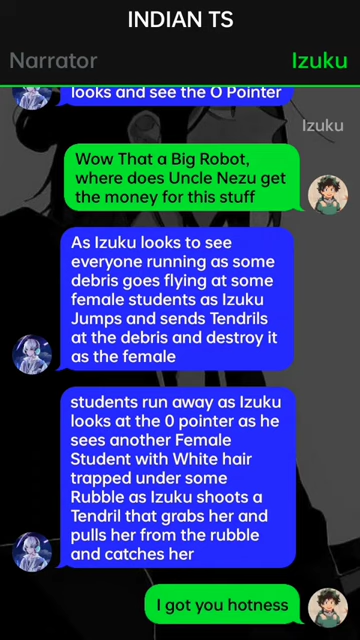 INDIAN TS
Narrator
Izuku
looks and see the O Pointer
Izuku
Wow That a Big Robot,
where does Uncle Nezu get
the money for this stuff
As Izuku looks to see
everyone running as some
debris goes flying at some
female students as Izuku
Jumps and sends Tendrils
at the debris and destroy it
as the female
students run away as Izuku
looks at the 0 pointer as he
sees another Female
Student with White hair
trapped under some
Rubble as Izuku shoots a
Tendril that grabs her and
pulls her from the rubble
and catches her
I got you hotness